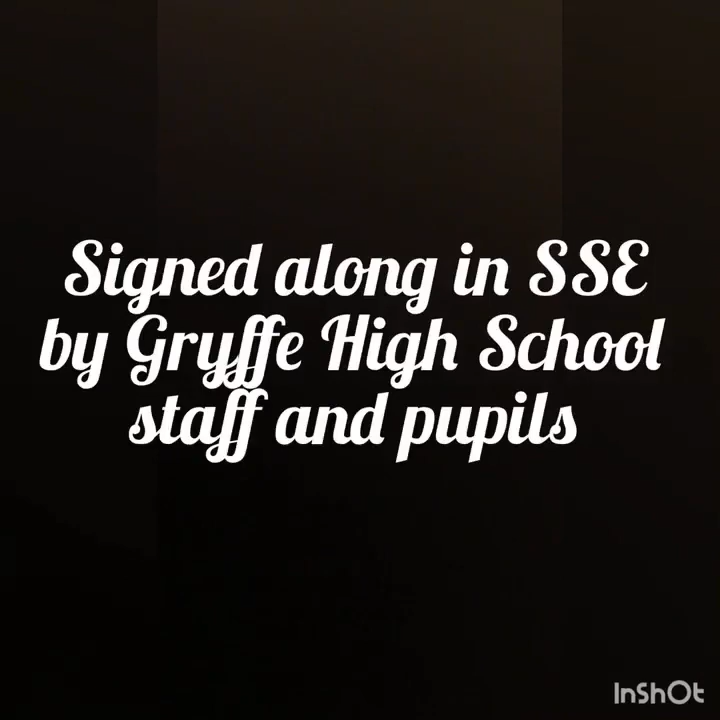 Signed along in SSE
by Gryffe High School
staff and pupils
InShOt